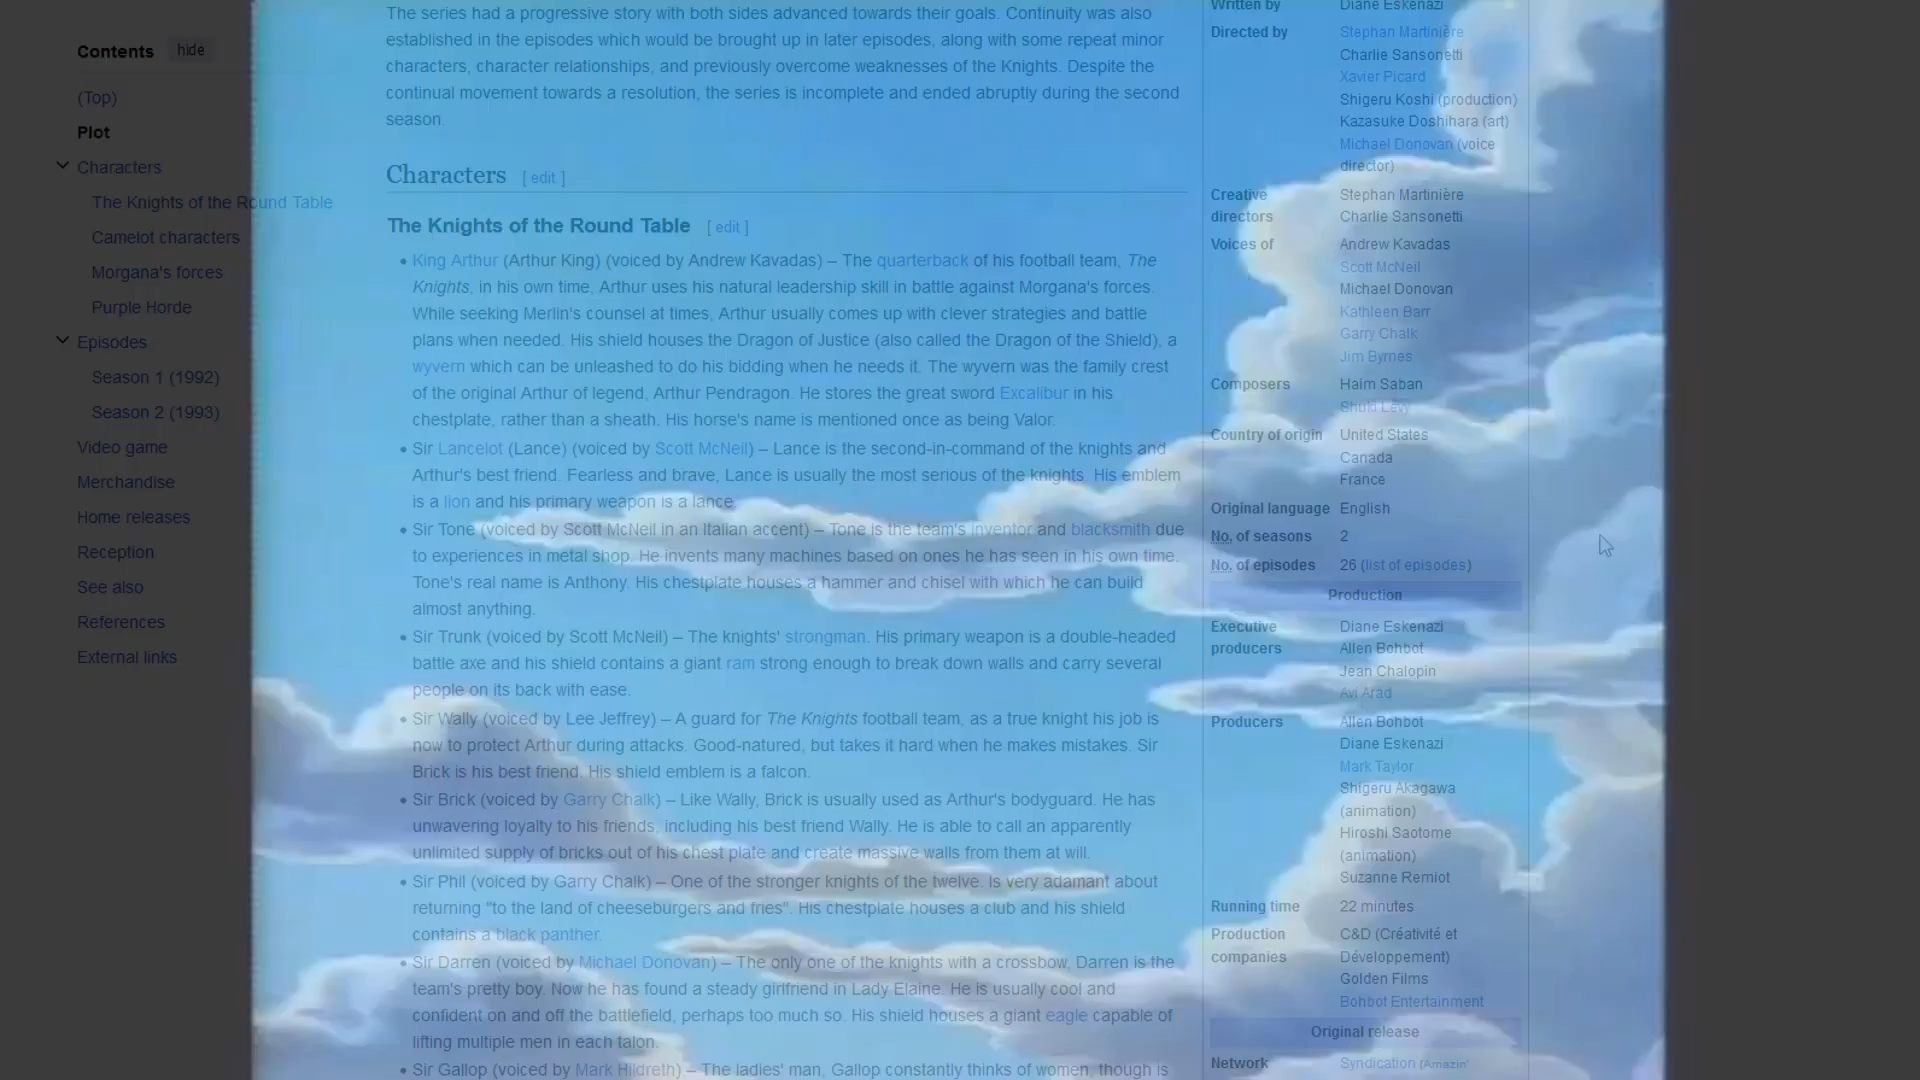 Contents hide
(Top)
Plot
Characters
The Knights of the Round Table
Camelot characters
Morgana's forces
Purple Horde
Episodes
Season 1 (1992)
Season 2 (1993)
Video game
Merchandise
Home releases
Reception
See also
References
External links
The series had a progressive story with both sides advanced towards their goals. Continuity was also
established in the episodes which would be brought up in later episodes, along with some repeat minor
characters, character relationships, and previously overcome weaknesses of the Knights. Despite the
continual movement towards a resolution, the series is incomplete and ended abruptly during the second
season.
Characters [ edit ]
The Knights of the Round Table [ edit ]
• King Arthur (Arthur King) (voiced by Andrew Kavadas) – The quarterback of his football team, The
Knights, in his own time, Arthur uses his natural leadership skill in battle against Morgana's forces.
While seeking Merlin's counsel at times, Arthur usually comes up with clever strategies and battle
plans when needed. His shield houses the Dragon of Justice (also called the Dragon of the Shield), a
wyvern which can be unleashed to do his bidding when he needs it. The wyvern was the family crest
of the original Arthur of legend, Arthur Pendragon. He stores the great sword Excalibur in his
chestplate, rather than a sheath. His horse's name is mentioned once as being Valor.
• Sir Lancelot (Lance) (voiced by Scott McNeil) – Lance is the second-in-command of the knights and
Arthur's best friend. Fearless and brave, Lance is usually the most serious of the knights. His emblem
is a lion and his primary weapon is a lance.
• Sir Tone (voiced by Scott McNeil in an Italian accent) – Tone is the team's inventor and blacksmith due
to experiences in metal shop. He invents many machines based on ones he has seen in his own time.
Tone's real name is Anthony. His chestplate houses a hammer and chisel with which he can build
almost anything.
• Sir Trunk (voiced by Scott McNeil) – The knights' strongman. His primary weapon is a double-headed
battle axe and his shield contains a giant ram strong enough to break down walls and carry several
people on its back with ease.
• Sir Wally (voiced by Lee Jeffrey) – A guard for The Knights football team, as a true knight his job is
now to protect Arthur during attacks. Good-natured, but takes it hard when he makes mistakes. Sir
Brick is his best friend. His shield emblem is a falcon.
• Sir Brick (voiced by Garry Chalk) – Like Wally, Brick is usually used as Arthur's bodyguard. He has
unwavering loyalty to his friends, including his best friend Wally. He is able to call an apparently
unlimited supply of bricks out of his chest plate and create massive walls from them at will.
• Sir Phil (voiced by Garry Chalk) – One of the stronger knights of the twelve. Is very adamant about
returning "to the land of cheeseburgers and fries". His chestplate houses a club and his shield
contains a black panther.
• Sir Darren (voiced by Michael Donovan) – The only one of the knights with a crossbow, Darren is the
team's pretty boy. Now he has found a steady girlfriend in Lady Elaine. He is usually cool and
confident on and off the battlefield, perhaps too much so. His shield houses a giant eagle capable of
lifting multiple men in each talon.
• Sir Gallop (voiced by Mark Hildreth) – The ladies' man, Gallop constantly thinks of women, though is
Written by Diane Eskenazi
Directed by Stephan Martinière
Charlie Sansonetti
Xavier Picard
Shigeru Koshi (production)
Kazasuke Doshihara (art)
Michael Donovan (voice
director)
Creative directors Stephan Martinière
Charlie Sansonetti
Voices of Andrew Kavadas
Scott McNeil
Michael Donovan
Kathleen Barr
Garry Chalk
Jim Byrnes
Composers Haim Saban
Shuki Levy
Country of origin United States
Canada
France
Original language English
No. of seasons 2
No. of episodes 26 (list of episodes)
Production
Executive producers Diane Eskenazi
Allen Bohbot
Jean Chalopin
Avi Arad
Producers Allen Bohbot
Diane Eskenazi
Mark Taylor
Shigeru Akagawa
(animation)
Hiroshi Saotome
(animation)
Suzanne Remiot
Running time 22 minutes
Production companies C&D (Créativité et
Développement)
Golden Films
Bohbot Entertainment
Original release
Network Syndication (Amazin'